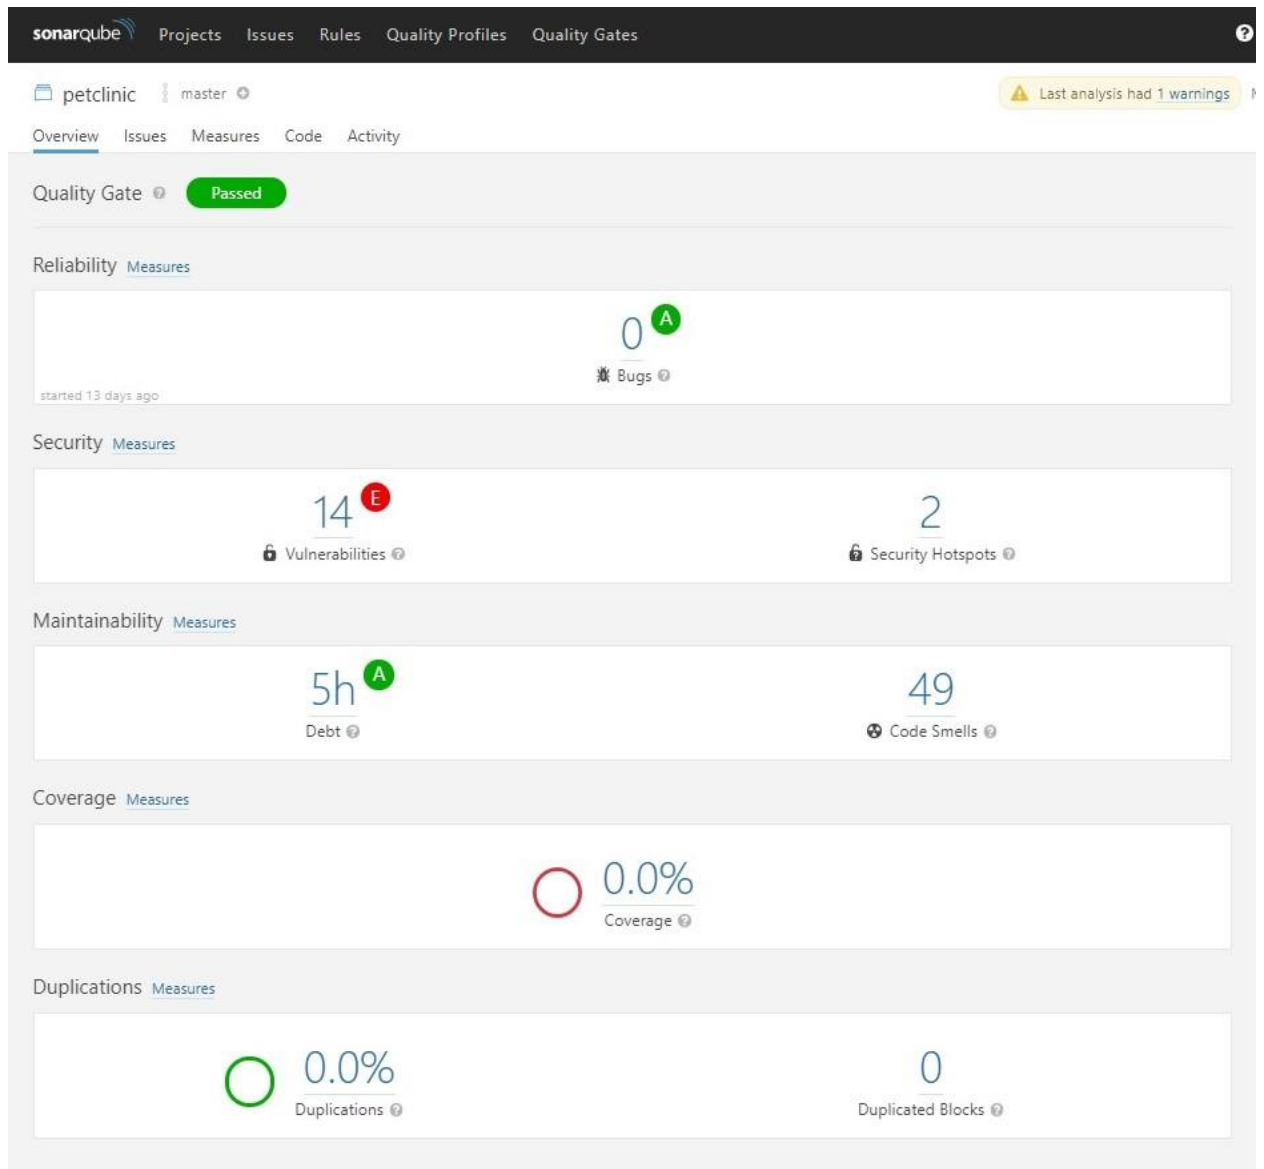 sonarqube Projects Issues Rules Quality Profiles Quality Gates ?
petclinic master
Last analysis had 1 warnings
Overview Issues Measures Code Activity
Quality Gate ? Passed
Reliability Measures
0 A
Bugs ?
started 13 days ago
Security Measures
14 E 2
Vulnerabilities ? Security Hotspots ?
Maintainability Measures
5h A 49
Debt ? Code Smells ?
Coverage Measures
0.0%
Coverage ?
Duplications Measures
0.0% 0
Duplications ? Duplicated Blocks ?